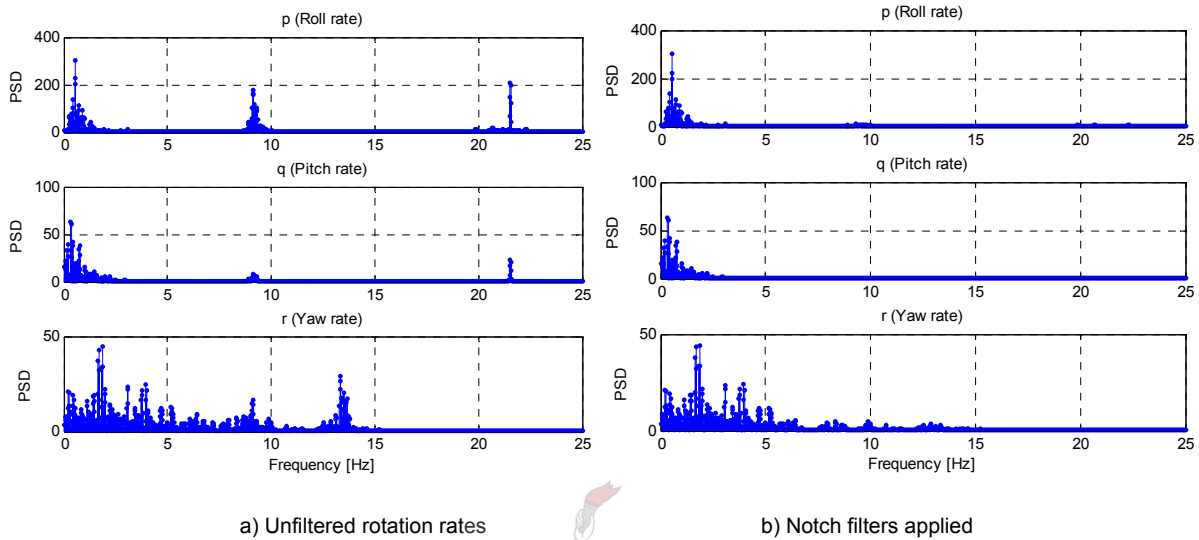 p (Roll rate)
400
200
0
PSD
0 5 10 15 20 25
q (Pitch rate)
100
50
0
PSD
0 5 10 15 20 25
r (Yaw rate)
50
0
PSD
0 5 10 15 20 25
Frequency [Hz]
a) Unfiltered rotation rates
p (Roll rate)
400
200
0
PSD
0 5 10 15 20 25
q (Pitch rate)
100
50
0
PSD
0 5 10 15 20 25
r (Yaw rate)
50
0
PSD
0 5 10 15 20 25
Frequency [Hz]
b) Notch filters applied